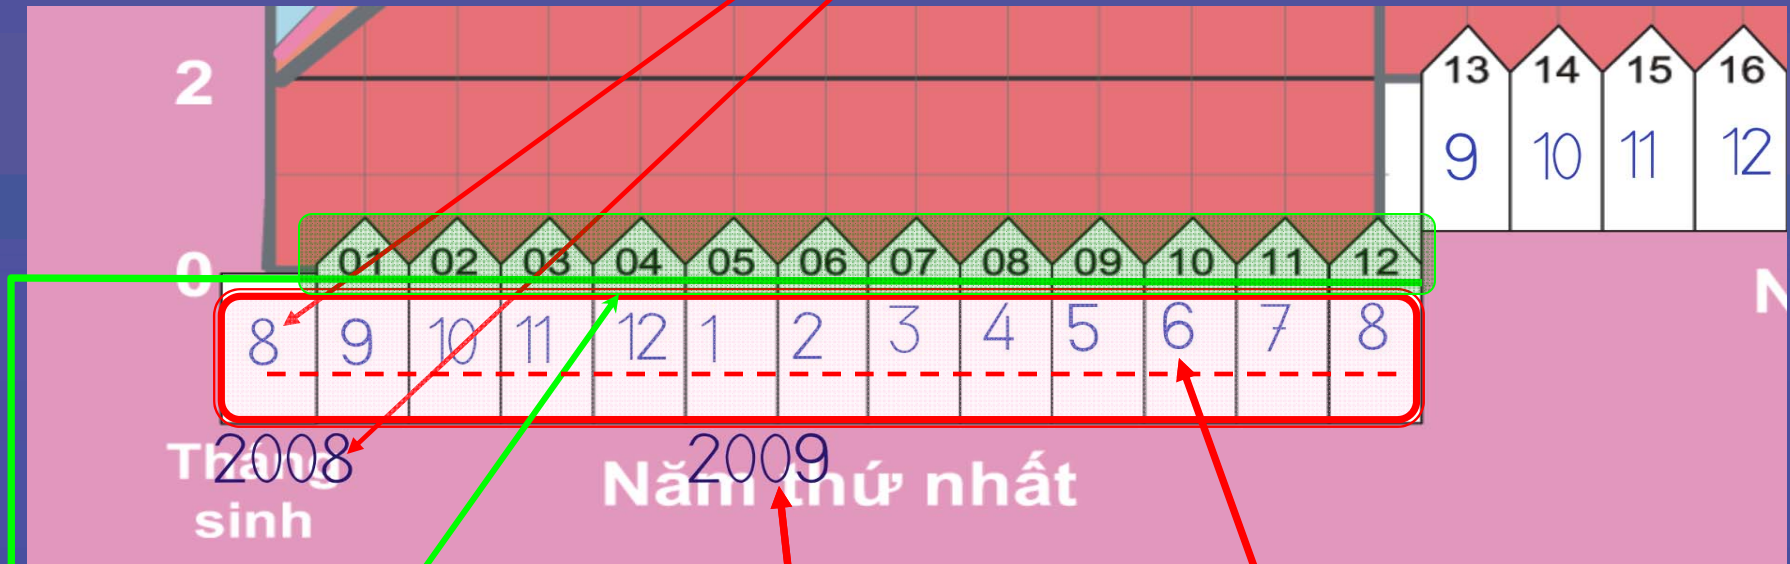 2
13 14 15 16
9 10 11 12
0
01 02 03 04 05 06 07 08 09 10 11 12
8 9 10 11 12 1 2 3 4 5 6 7 8
2008 2009
Tháng
sinh
Năm thứ nhất
N